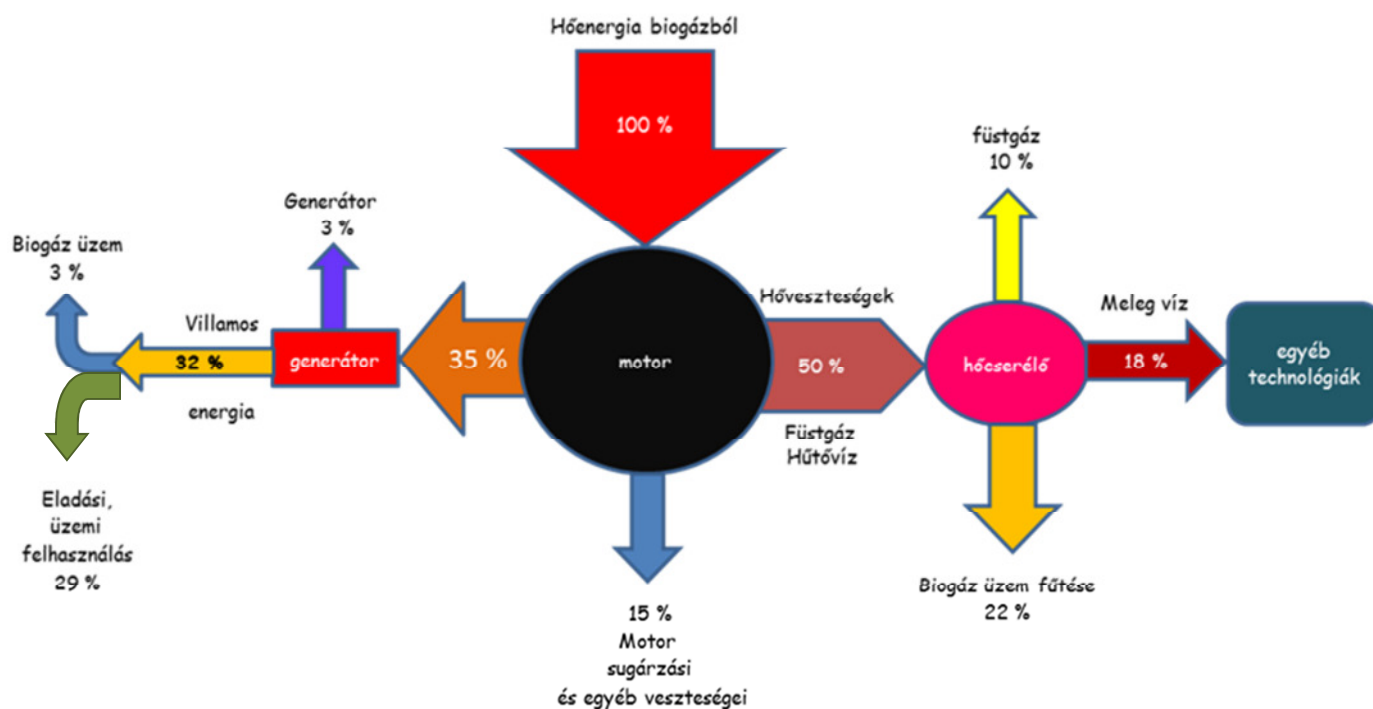 Hőenergia biogázból
100 %
füstgáz
10 %
Generátor
3 %
Biogáz üzem
3 %
Villamos
32 %
energia
generátor
35 %
motor
Hőveszteségek
50 %
Füstgáz
Hűtővíz
hőcserélő
Meleg víz
18 %
egyéb
technológiák
Eladási,
üzemi
felhasználás
29 %
15 %
Motor
sugárzási
és egyéb veszteségei
Biogáz üzem fűtése
22 %